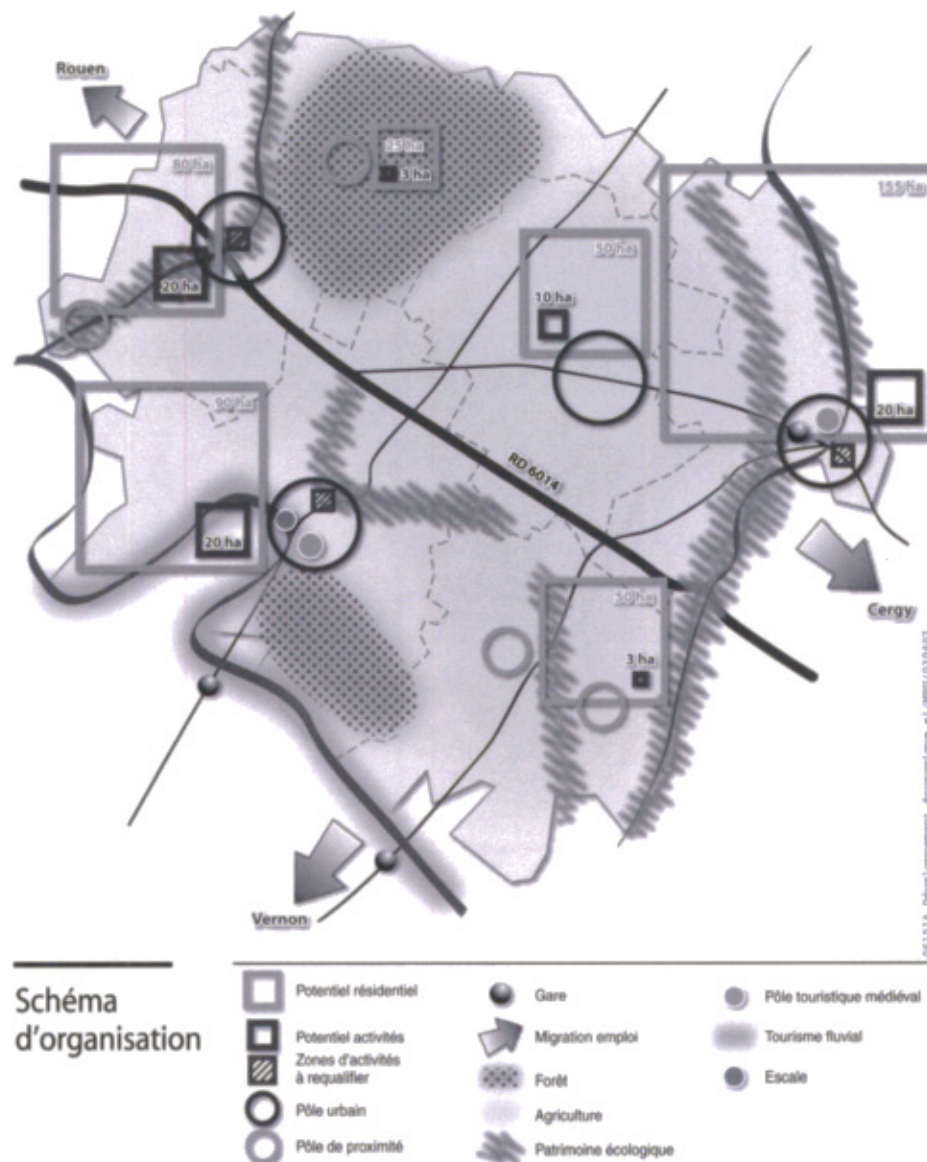 Rouen
80 ha
25 ha
3 ha
155 ha
50 ha
20 ha
10 ha
90 ha
20 ha
RD 6014
20 ha
50 ha
3 ha
Cergy
Vernon
Schéma
d'organisation
Potentiel résidentiel
Potentiel activités
Zones d'activités
à requalifier
Pôle urbain
Pôle de proximité
Gare
Migration emploi
Forêt
Agriculture
Patrimoine écologique
Pôle touristique médiéval
Tourisme fluvial
Escale